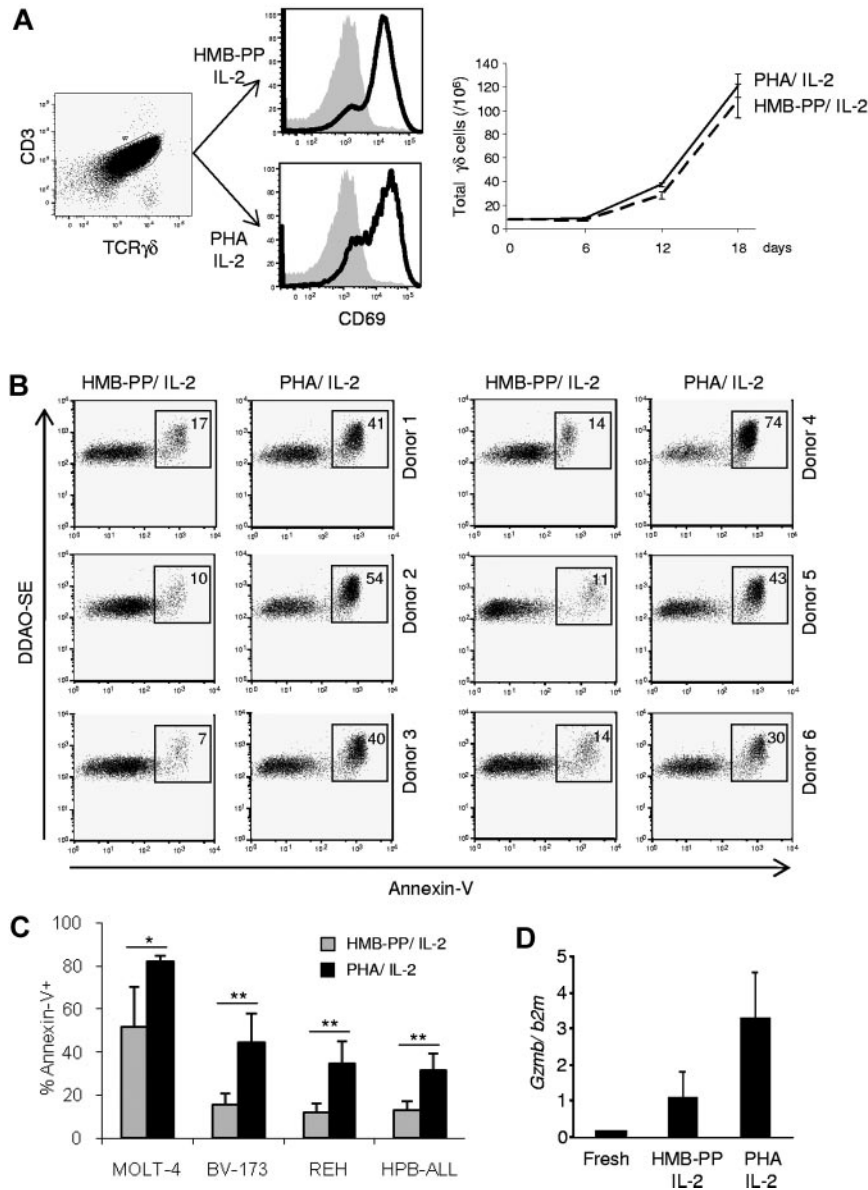 A
HMB-PP
IL-2
PHA
IL-2
CD3
TCRγδ
CD69
Total γδ cells (/10⁶)
140
120
100
80
60
40
20
0
PHA/ IL-2
HMB-PP/ IL-2
0 6 12 18 days
B
HMB-PP/ IL-2 PHA/ IL-2 HMB-PP/ IL-2 PHA/ IL-2
17 41 Donor 1 14 74 Donor 4
10 54 Donor 2 11 43 Donor 5
7 40 Donor 3 14 30 Donor 6
DDAO-SE
Annexin-V
C
% Annexin-V+
100
80
60
40
20
0
HMB-PP/ IL-2
PHA/ IL-2
* ** ** **
MOLT-4 BV-173 REH HPB-ALL
D
Gzmb/ b2m
5
4
3
2
1
0
Fresh HMB-PP PHA
IL-2 IL-2